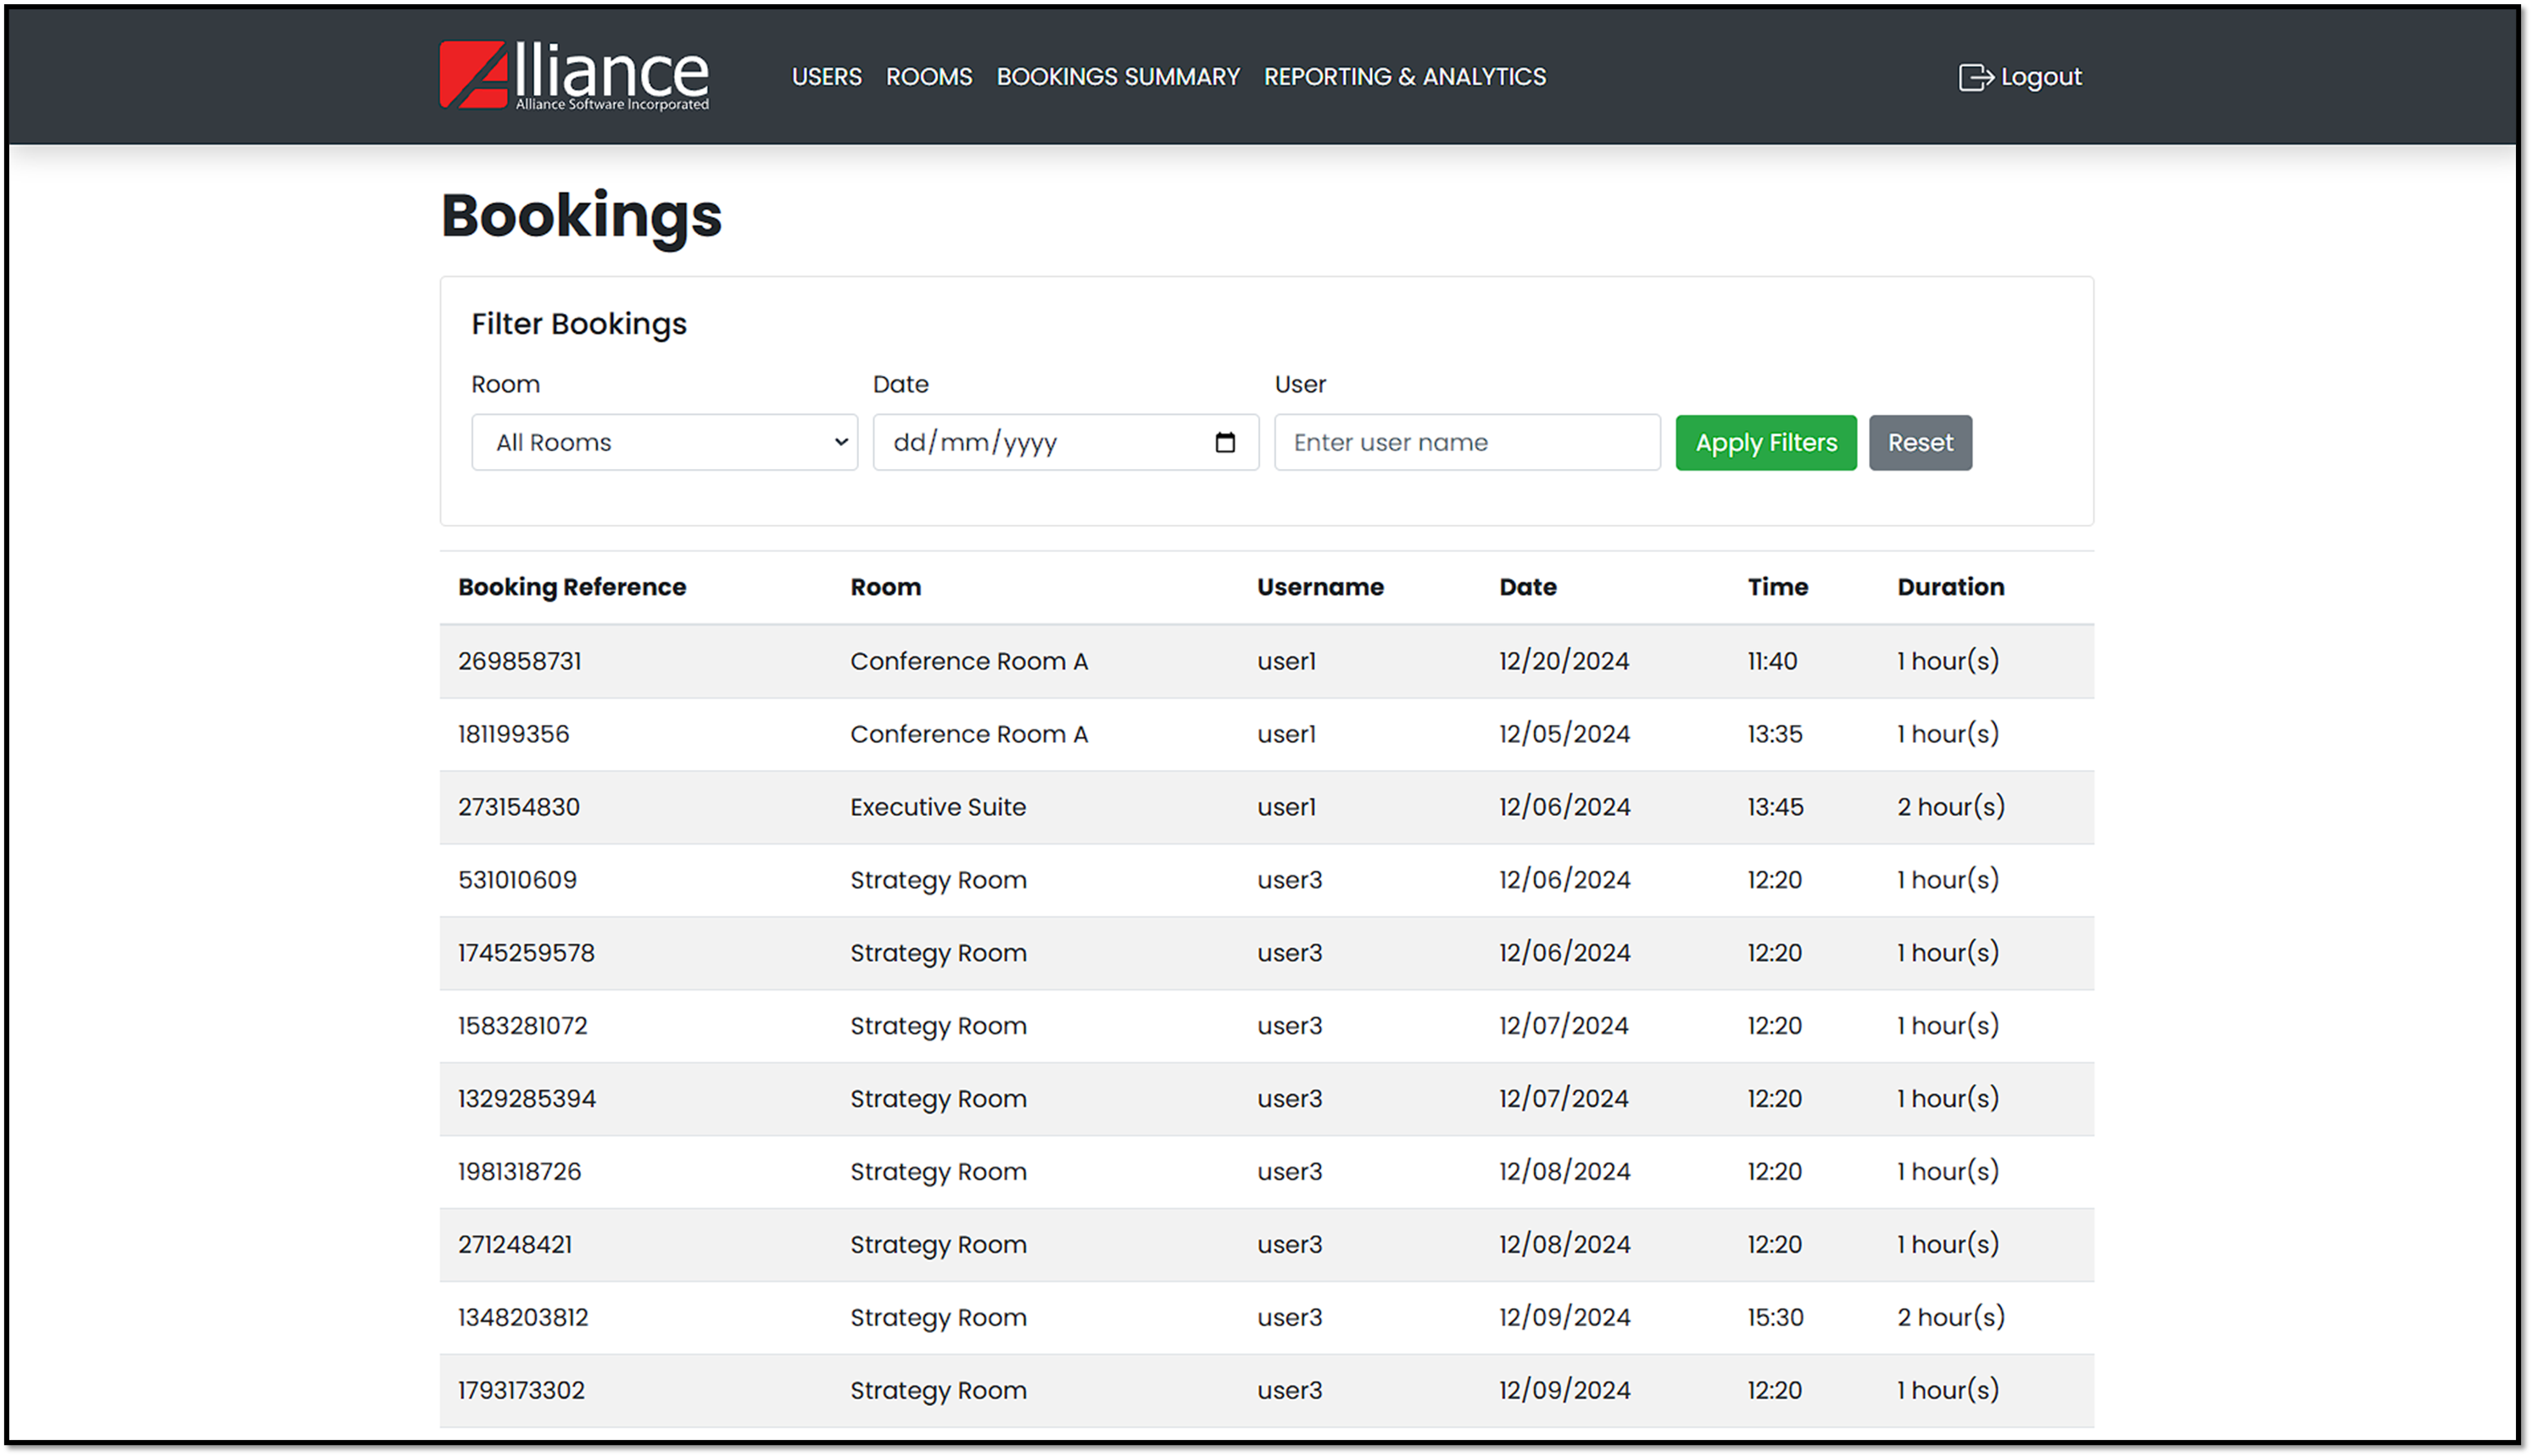 Alliance
Alliance Software Incorporated
USERS ROOMS BOOKINGS SUMMARY REPORTING & ANALYTICS Logout
Bookings
Filter Bookings
Room Date User
All Rooms dd/mm/yyyy Enter user name Apply Filters Reset
Booking Reference Room Username Date Time Duration
269858731 Conference Room A user1 12/20/2024 11:40 1 hour(s)
181199356 Conference Room A user1 12/05/2024 13:35 1 hour(s)
273154830 Executive Suite user1 12/06/2024 13:45 2 hour(s)
531010609 Strategy Room user3 12/06/2024 12:20 1 hour(s)
1745259578 Strategy Room user3 12/06/2024 12:20 1 hour(s)
1583281072 Strategy Room user3 12/07/2024 12:20 1 hour(s)
1329285394 Strategy Room user3 12/07/2024 12:20 1 hour(s)
1981318726 Strategy Room user3 12/08/2024 12:20 1 hour(s)
271248421 Strategy Room user3 12/08/2024 12:20 1 hour(s)
1348203812 Strategy Room user3 12/09/2024 15:30 2 hour(s)
1793173302 Strategy Room user3 12/09/2024 12:20 1 hour(s)